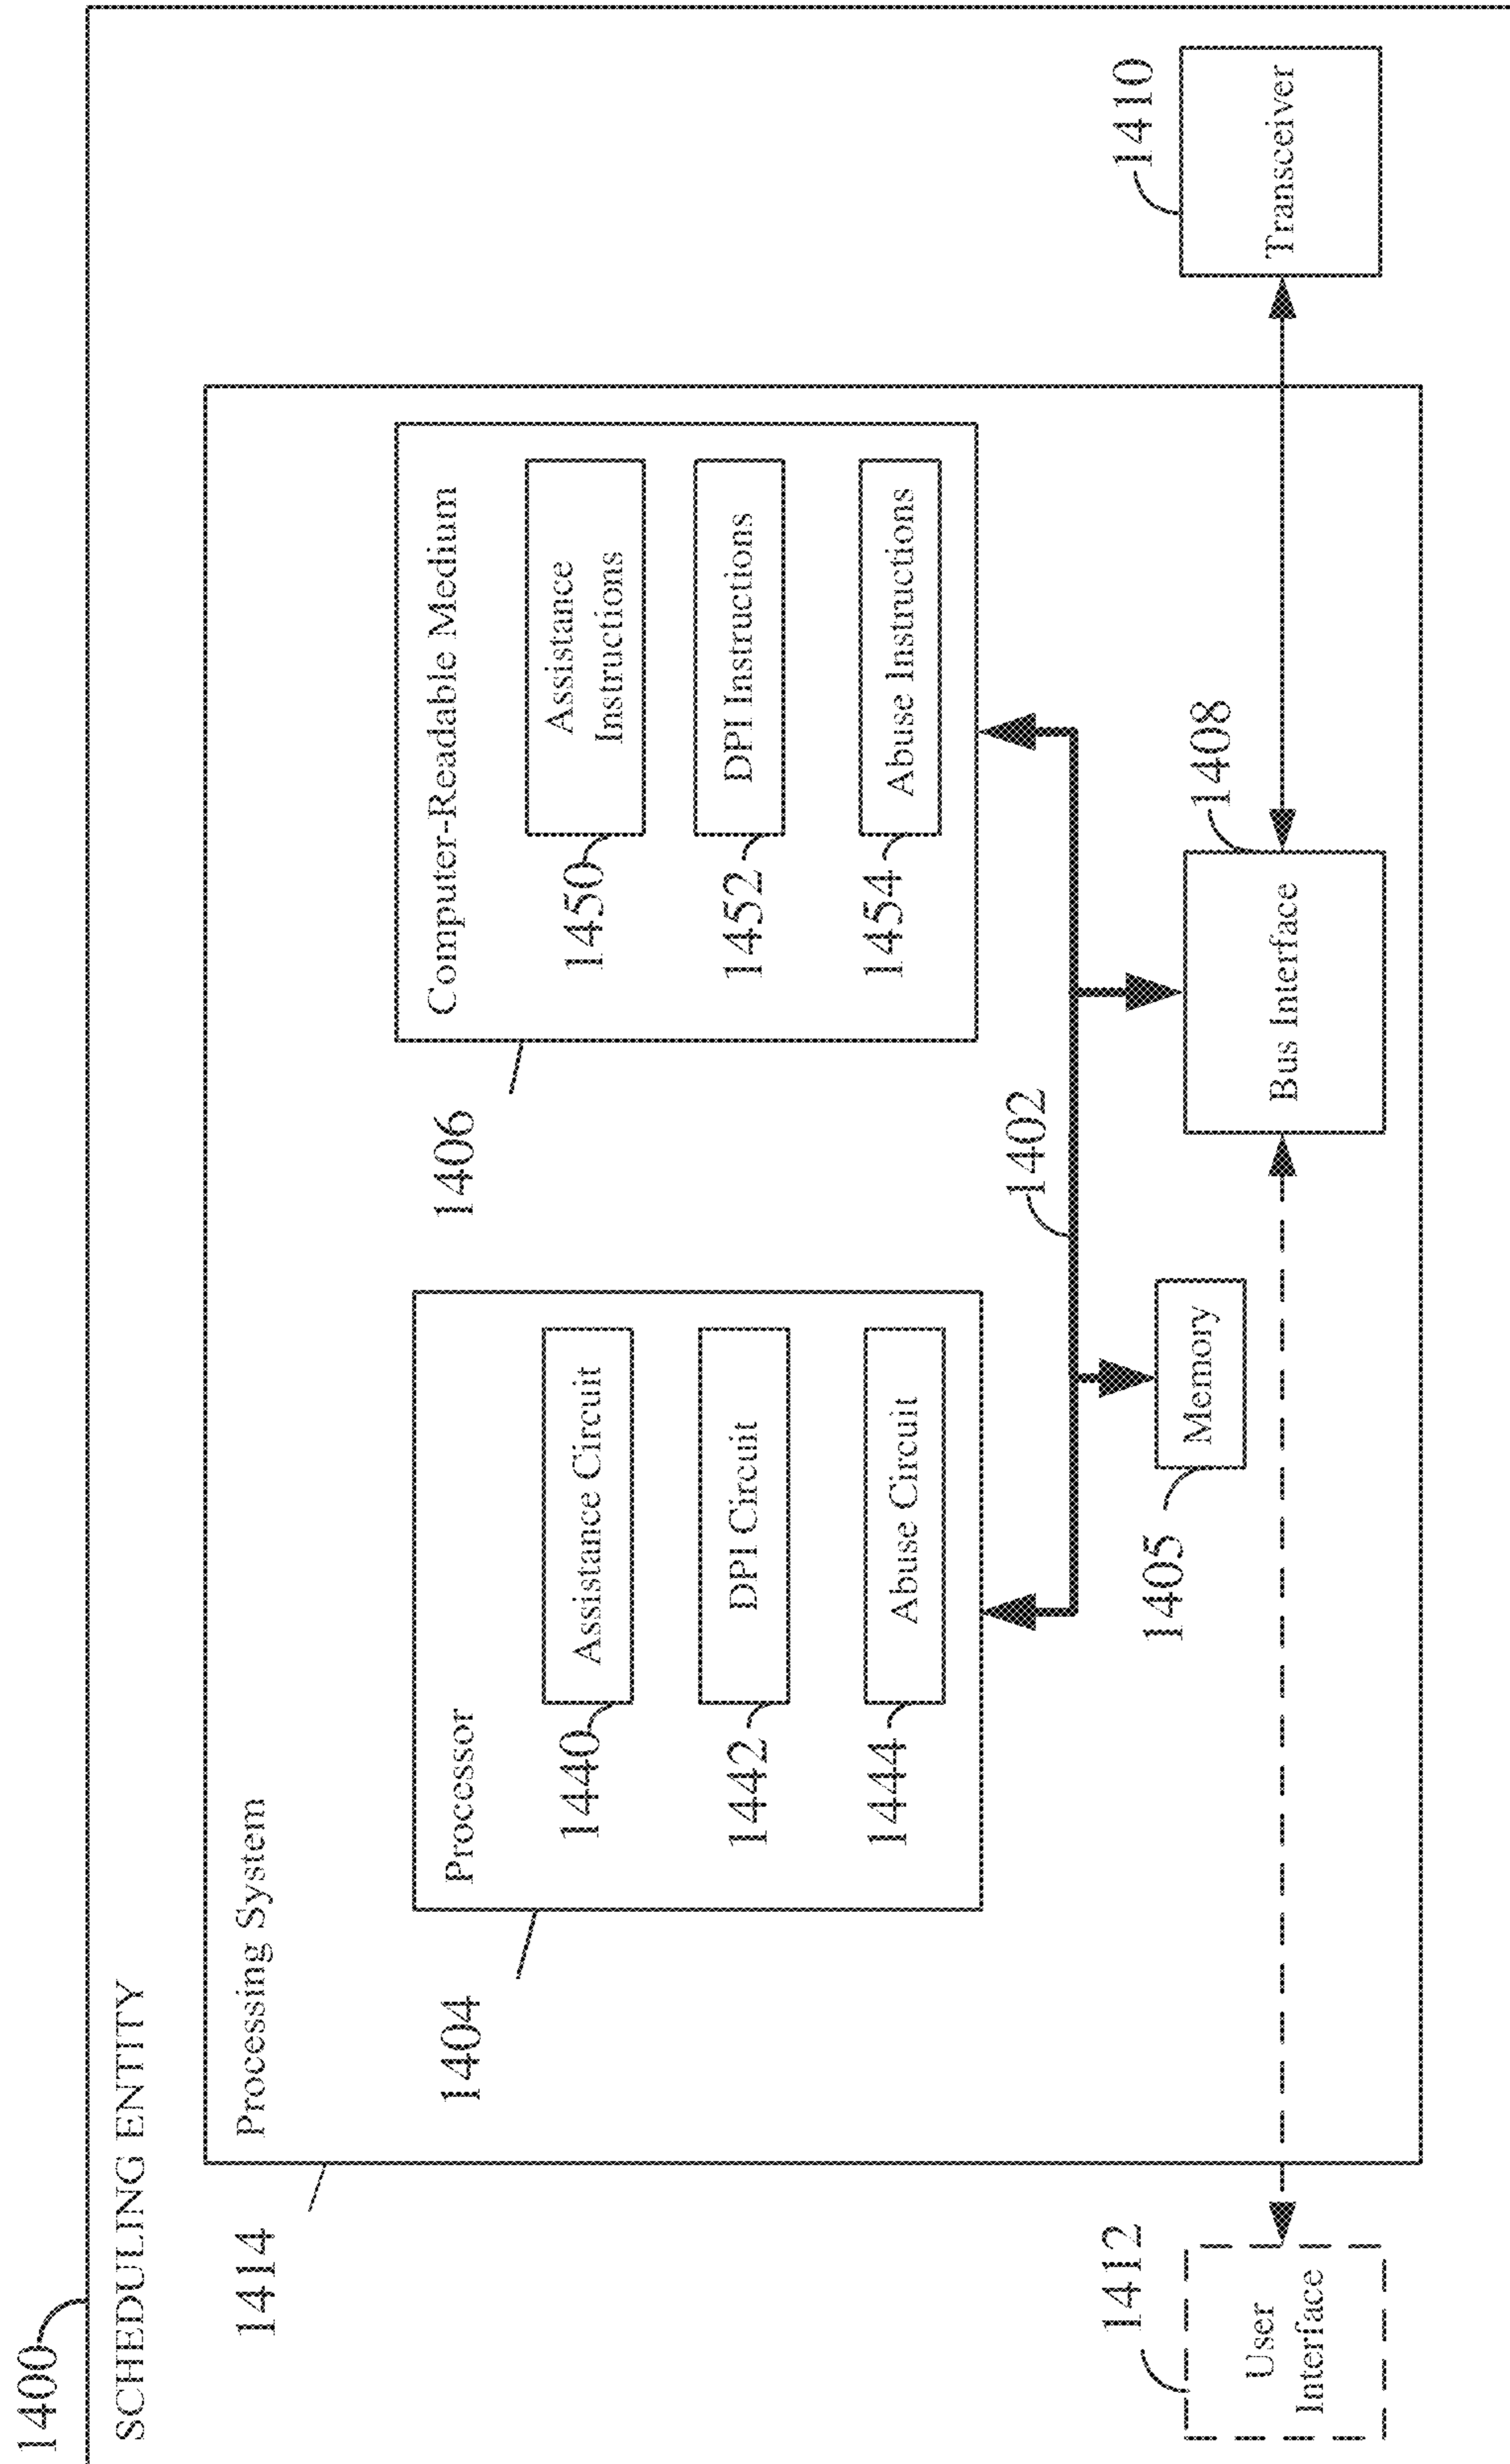 1400
SCHEDULING ENTITY
1414
Processing System
1404
Processor
1440
Assistance Circuit
1442
DPI Circuit
1444
Abuse Circuit
1406
Computer-Readable Medium
1450
Assistance
Instructions
1452
DPI Instructions
1454
Abuse Instructions
1402
1405
Memory
1408
Bus Interface
1412
User
Interface
1410
Transceiver